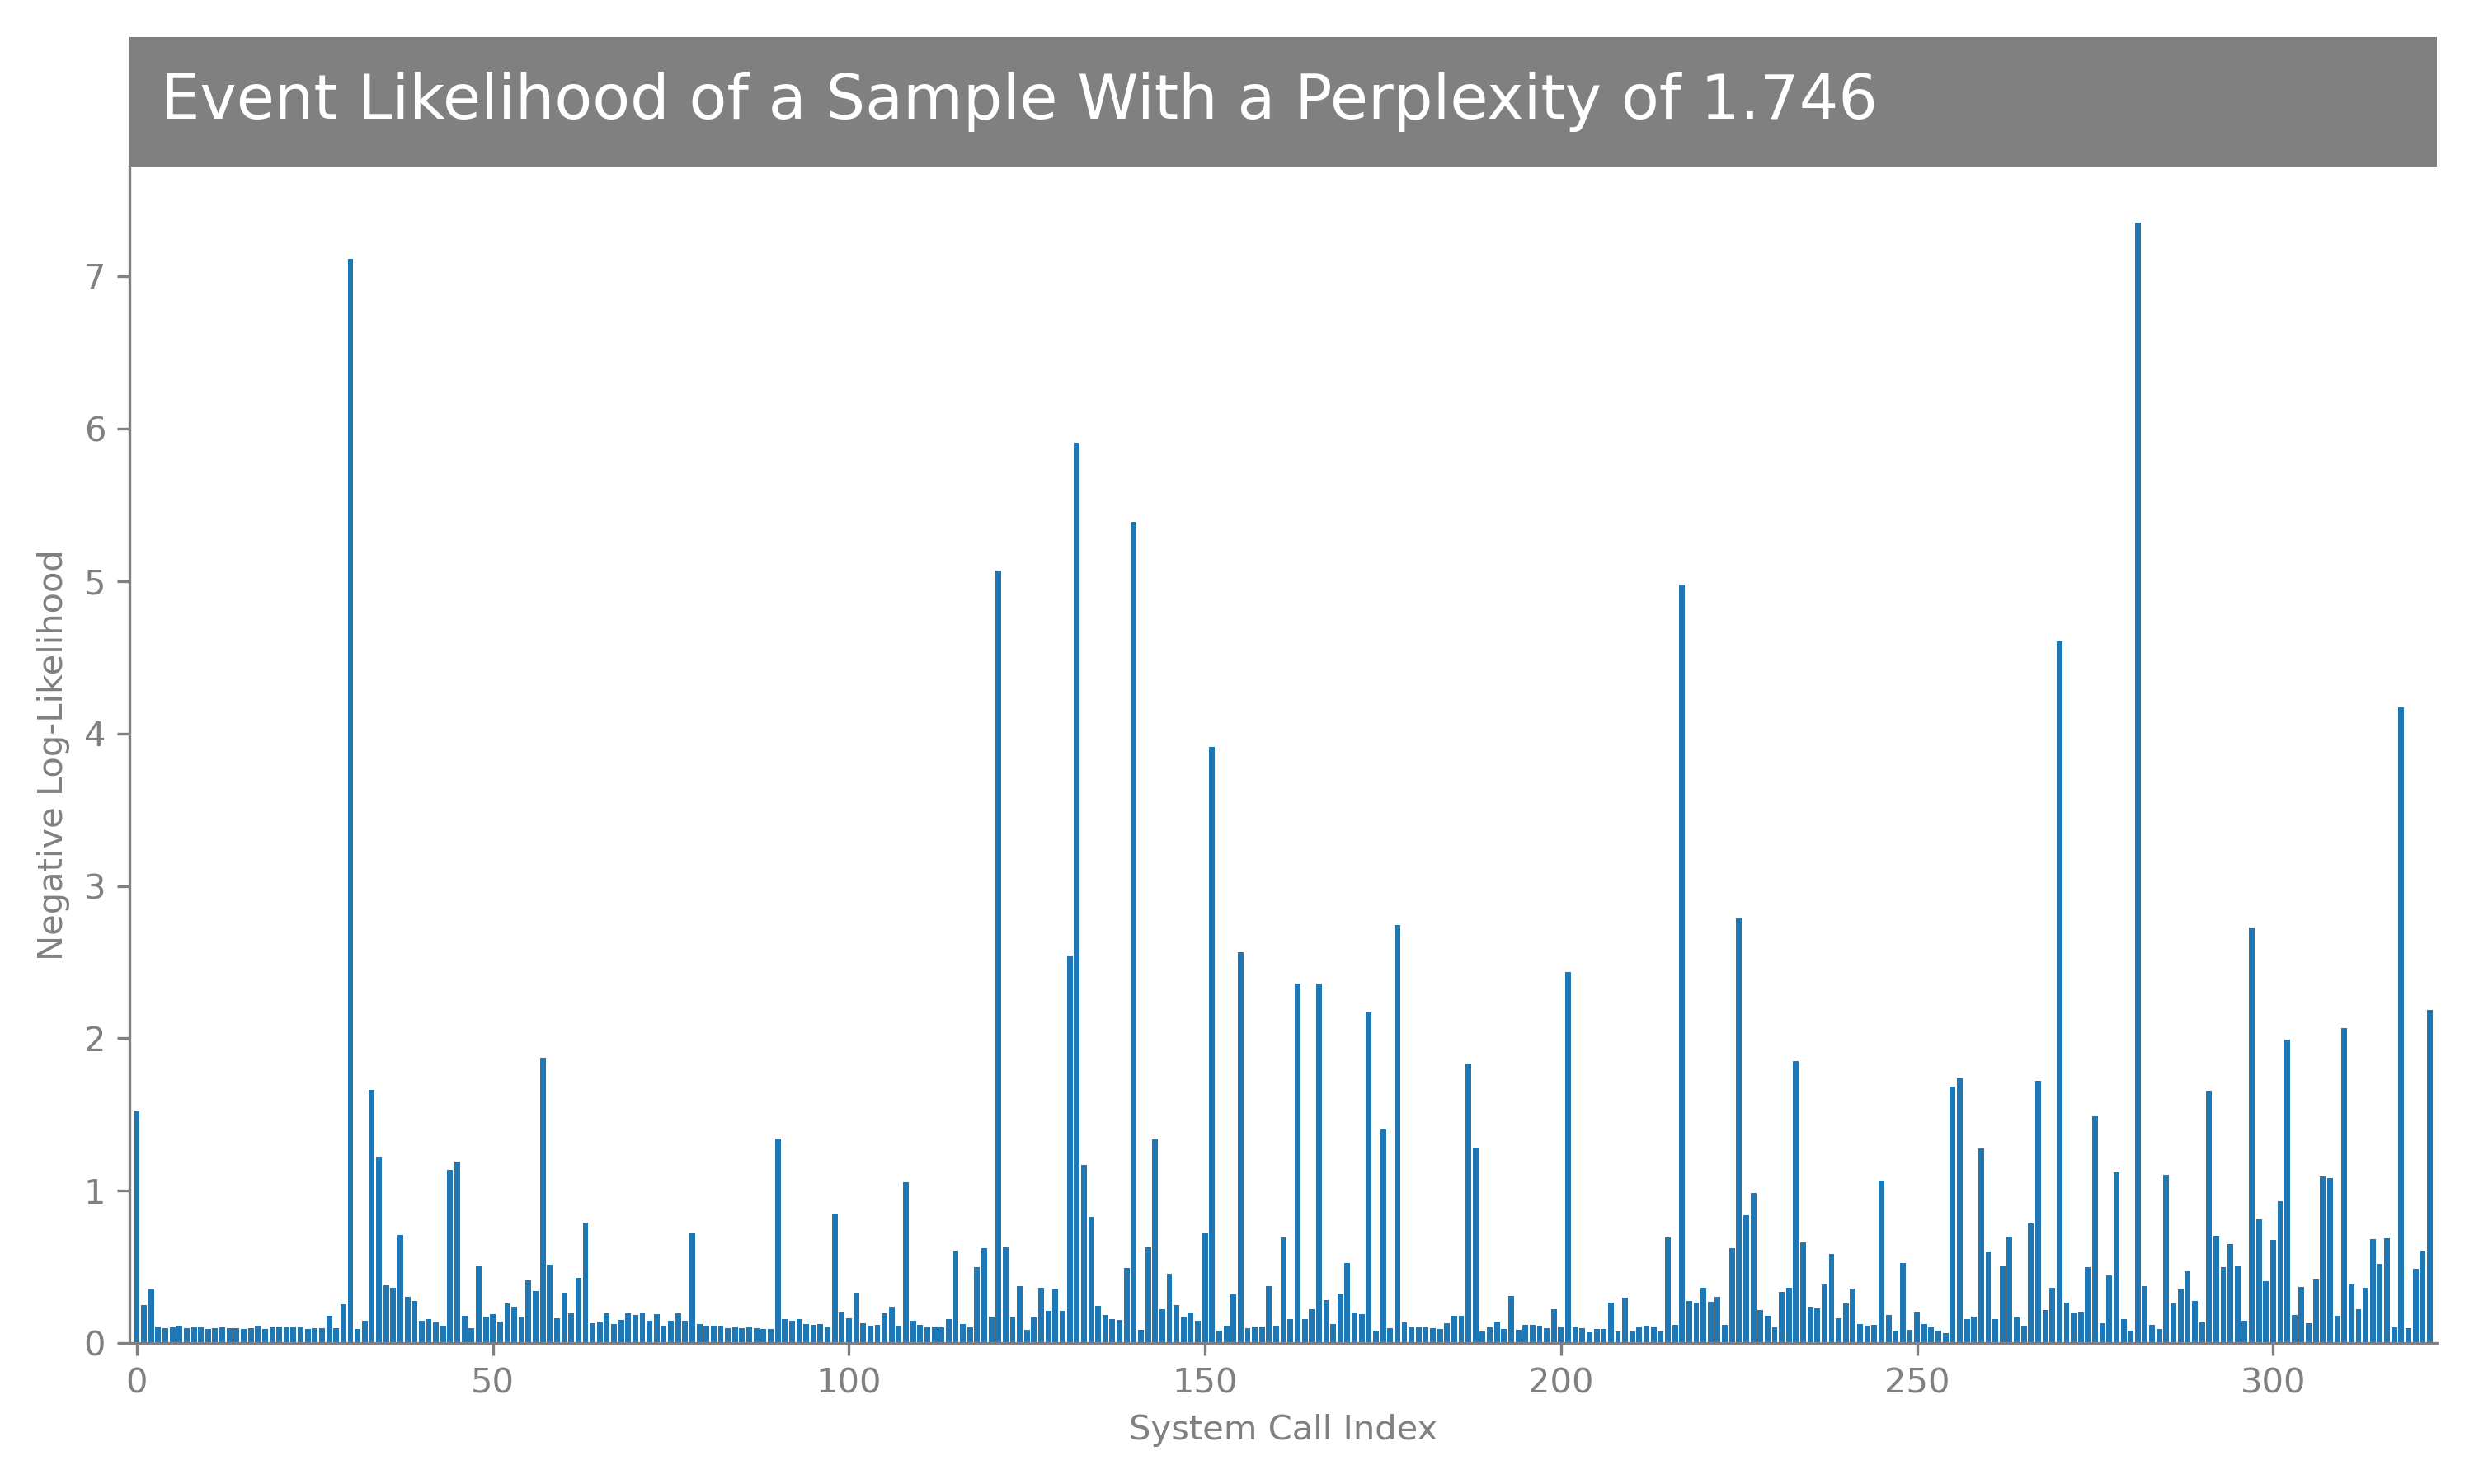 Event Likelihood of a Sample With a Perplexity of 1.746
Negative Log-Likelihood
7
6
5
4
3
2
1
0
0 50 100 150 200 250 300
System Call Index